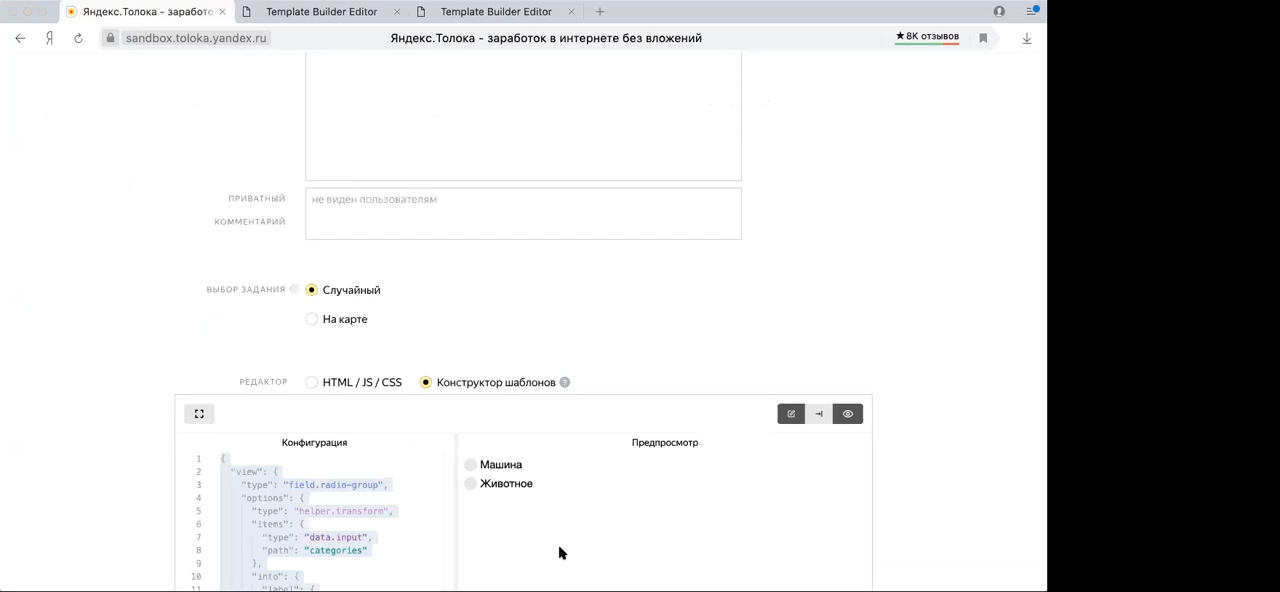 Яндекс.Толока - заработо
Template Builder Editor
Template Builder Editor
sandbox.toloka.yandex.ru
Яндекс.Толока - заработок в интернете без вложений
★8K отзывов
ПРИВАТНЫЙ
КОММЕНТАРИЙ
не виден пользователям
ВЫБОР ЗАДАНИЯ
Случайный
На карте
РЕДАКТОР
HTML / JS / CSS
Конструктор шаблонов ?
Конфигурация
Предпросмотр
1 {
2 "view": {
3 "type": "field.radio-group",
4 "options": {
5 "type": "helper.transform",
6 "items": {
7 "type": "data.input",
8 "path": "categories"
9 },
10 "into": {
11 "label": {
Машина
Животное